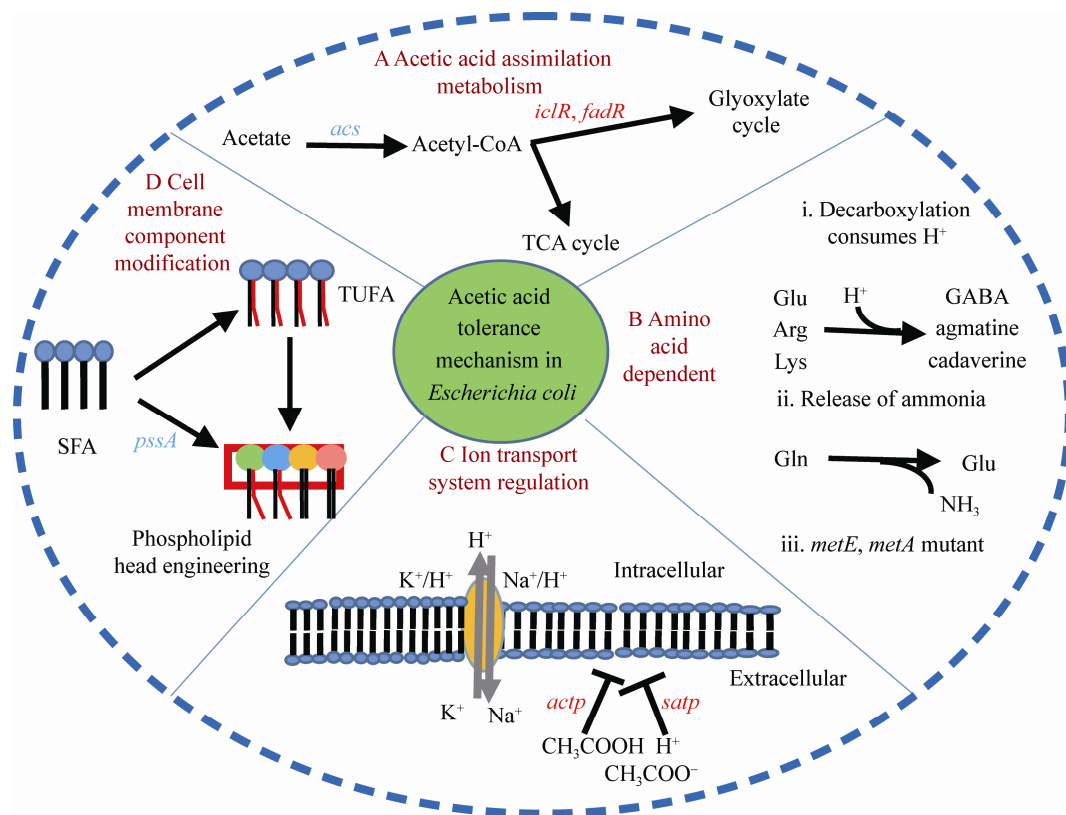 A Acetic acid assimilation
metabolism
Acetate
acs
Acetyl-CoA
iclR, fadR
Glyoxylate
cycle
TCA cycle
D Cell
membrane
component
modification
TUFA
SFA
pssA
Phospholipid
head engineering
Acetic acid
tolerance
mechanism in
Escherichia coli
B Amino
acid
dependent
i. Decarboxylation
consumes H⁺
Glu
Arg
Lys
H⁺
GABA
agmatine
cadaverine
ii. Release of ammonia
Gln
Glu
NH₃
iii. metE, metA mutant
C Ion transport
system regulation
H⁺
K⁺/H⁺
Na⁺/H⁺
Intracellular
Extracellular
K⁺
Na⁺
actp
satp
CH₃COOH
H⁺
CH₃COO⁻